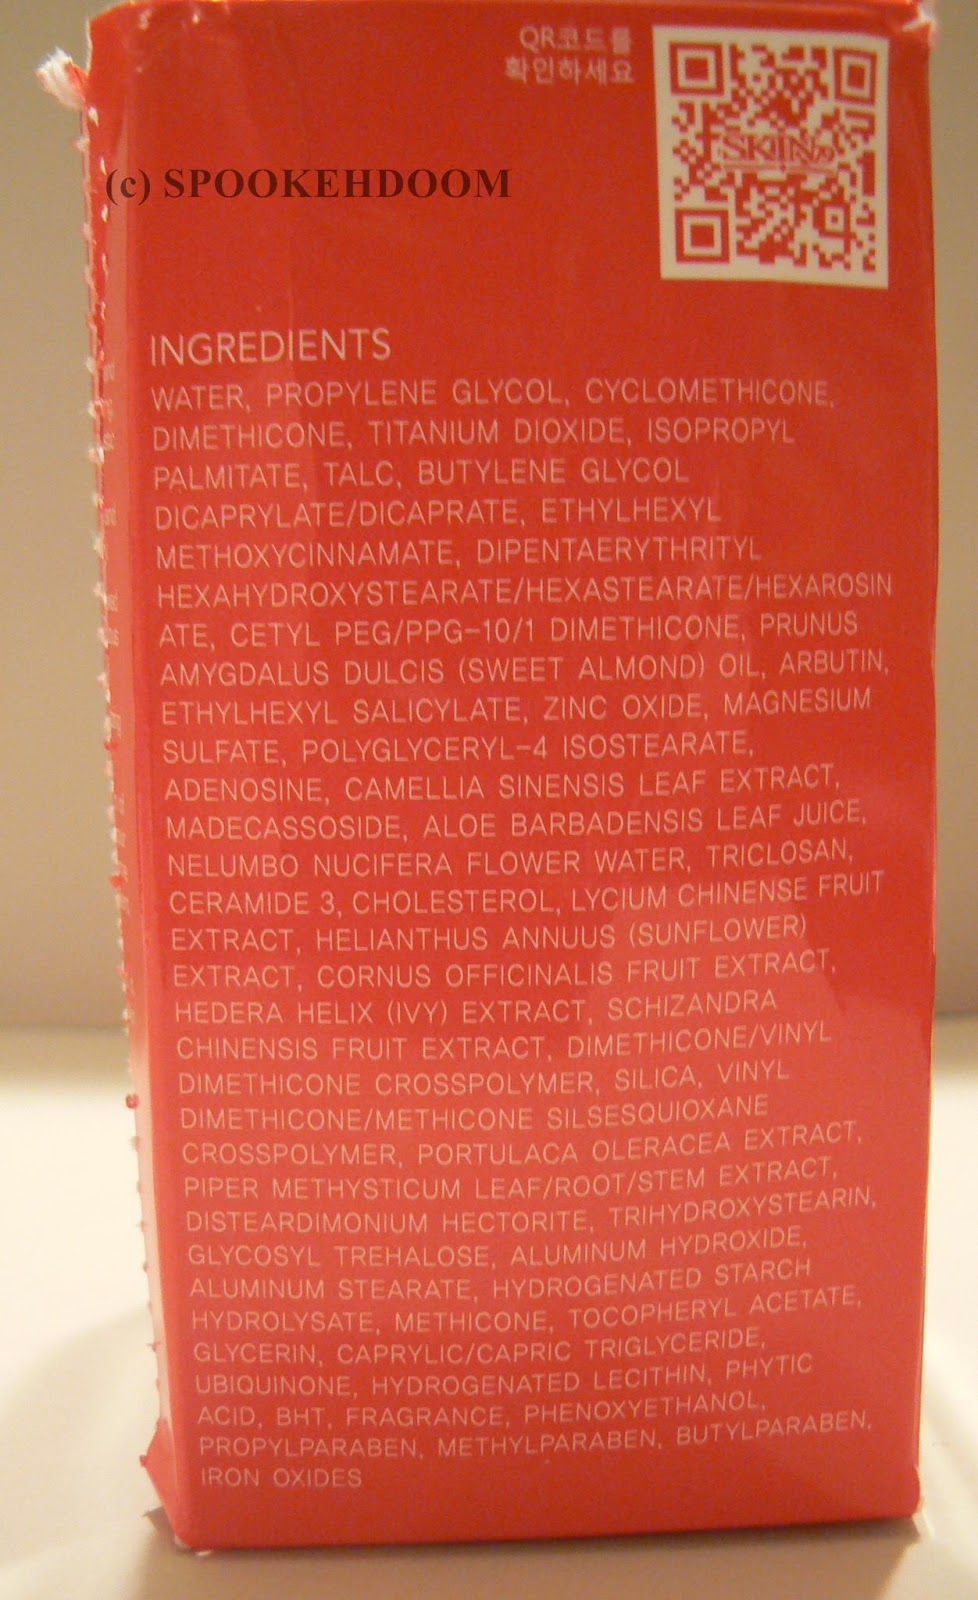 QR코드를
확인하세요
SKIN79
(c) SPOOKEHDOOM
INGREDIENTS
WATER, PROPYLENE GLYCOL, CYCLOMETHICONE,
DIMETHICONE, TITANIUM DIOXIDE, ISOPROPYL
PALMITATE, TALC, BUTYLENE GLYCOL
DICAPRYLATE/DICAPRATE, ETHYLHEXYL
METHOXYCINNAMATE, DIPENTAERYTHRITYL
HEXAHYDROXYSTEARATE/HEXASTEARATE/HEXAROSIN
ATE, CETYL PEG/PPG-10/1 DIMETHICONE, PRUNUS
AMYGDALUS DULCIS (SWEET ALMOND) OIL, ARBUTIN,
ETHYLHEXYL SALICYLATE, ZINC OXIDE, MAGNESIUM
SULFATE, POLYGLYCERYL-4 ISOSTEARATE,
ADENOSINE, CAMELLIA SINENSIS LEAF EXTRACT,
MADECASSOSIDE, ALOE BARBADENSIS LEAF JUICE,
NELUMBO NUCIFERA FLOWER WATER, TRICLOSAN,
CERAMIDE 3, CHOLESTEROL, LYCIUM CHINENSE FRUIT
EXTRACT, HELIANTHUS ANNUUS (SUNFLOWER)
EXTRACT, CORNUS OFFICINALIS FRUIT EXTRACT,
HEDERA HELIX (IVY) EXTRACT, SCHIZANDRA
CHINENSIS FRUIT EXTRACT, DIMETHICONE/VINYL
DIMETHICONE CROSSPOLYMER, SILICA, VINYL
DIMETHICONE/METHICONE SILSESQUIOXANE
CROSSPOLYMER, PORTULACA OLERACEA EXTRACT,
PIPER METHYSTICUM LEAF/ROOT/STEM EXTRACT,
DISTEARDIMONIUM HECTORITE, TRIHYDROXYSTEARIN,
GLYCOSYL TREHALOSE, ALUMINUM HYDROXIDE,
ALUMINUM STEARATE, HYDROGENATED STARCH
HYDROLYSATE, METHICONE, TOCOPHERYL ACETATE,
GLYCERIN, CAPRYLIC/CAPRIC TRIGLYCERIDE,
UBIQUINONE, HYDROGENATED LECITHIN, PHYTIC
ACID, BHT, FRAGRANCE, PHENOXYETHANOL,
PROPYLPARABEN, METHYLPARABEN, BUTYLPARABEN,
IRON OXIDES